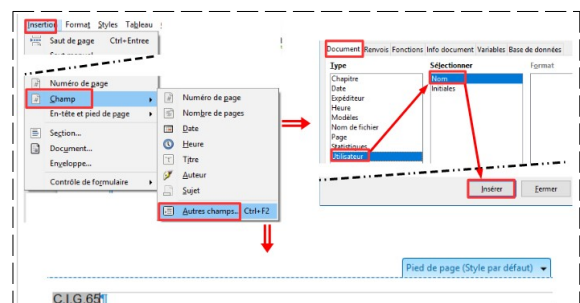 Insertion Format Styles Tableau
Saut de page Ctrl+Entree
Numéro de page
Champ
En-tête et pied de page
Section...
Document...
Enveloppe...
Contrôle de formulaire
Numéro de page
Nombre de pages
Date
Heure
Titre
Auteur
Sujet
Autres champs... Ctrl+F2
Document Renvois Fonctions Info document Variables Base de données
Type
Chapitre
Date
Expéditeur
Heure
Modèles
Nom de fichier
Page
Statistiques
Utilisateur
Sélectionner
Nom
Initiales
Format
Insérer Fermer
Pied de page (Style par défaut)
C.I.G.65¶